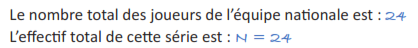 Le nombre total des joueurs de l'équipe nationale est : 24
L'effectif total de cette série est : N = 24